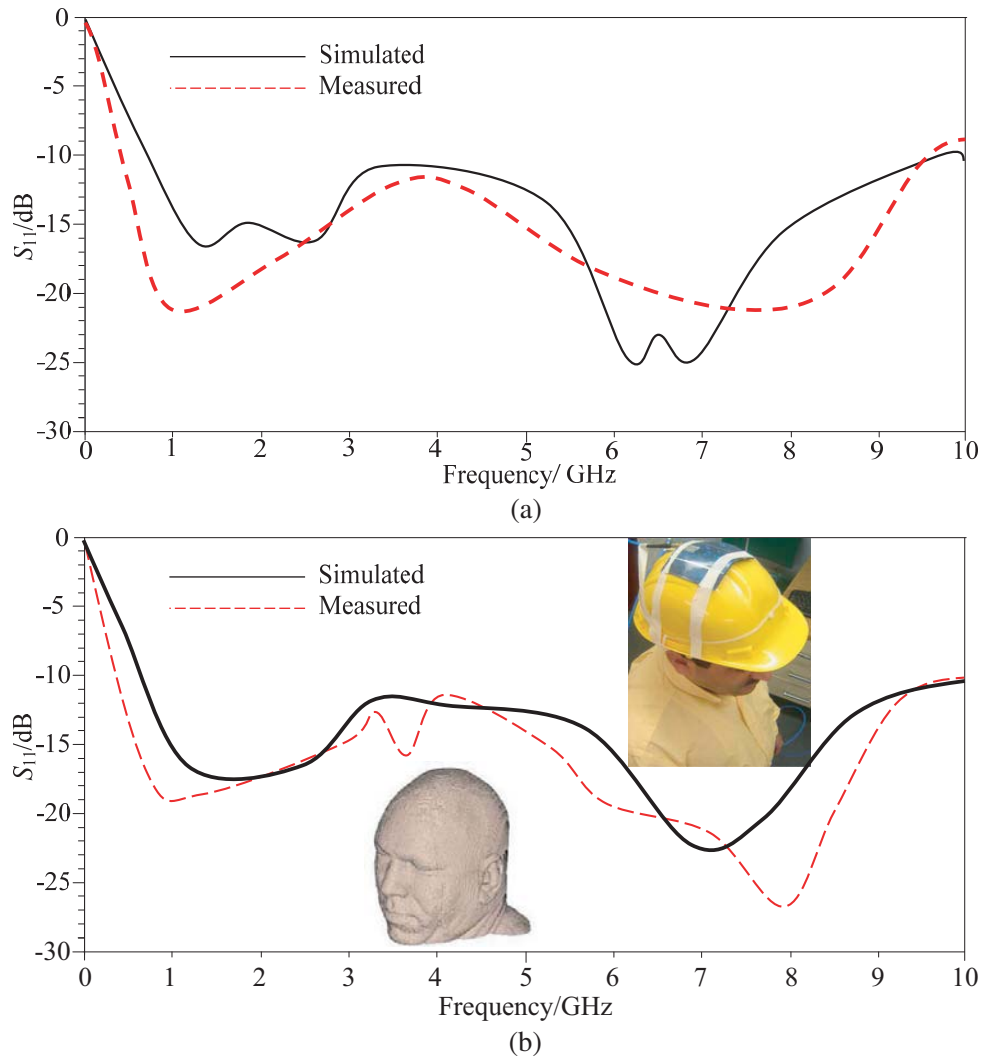 0
-5
-10
-15
-20
-25
-30
S11/dB
Simulated
Measured
0 1 2 3 4 5 6 7 8 9 10
Frequency/ GHz
(a)
0
-5
-10
-15
-20
-25
-30
S11/dB
Simulated
Measured
0 1 2 3 4 5 6 7 8 9 10
Frequency/GHz
(b)